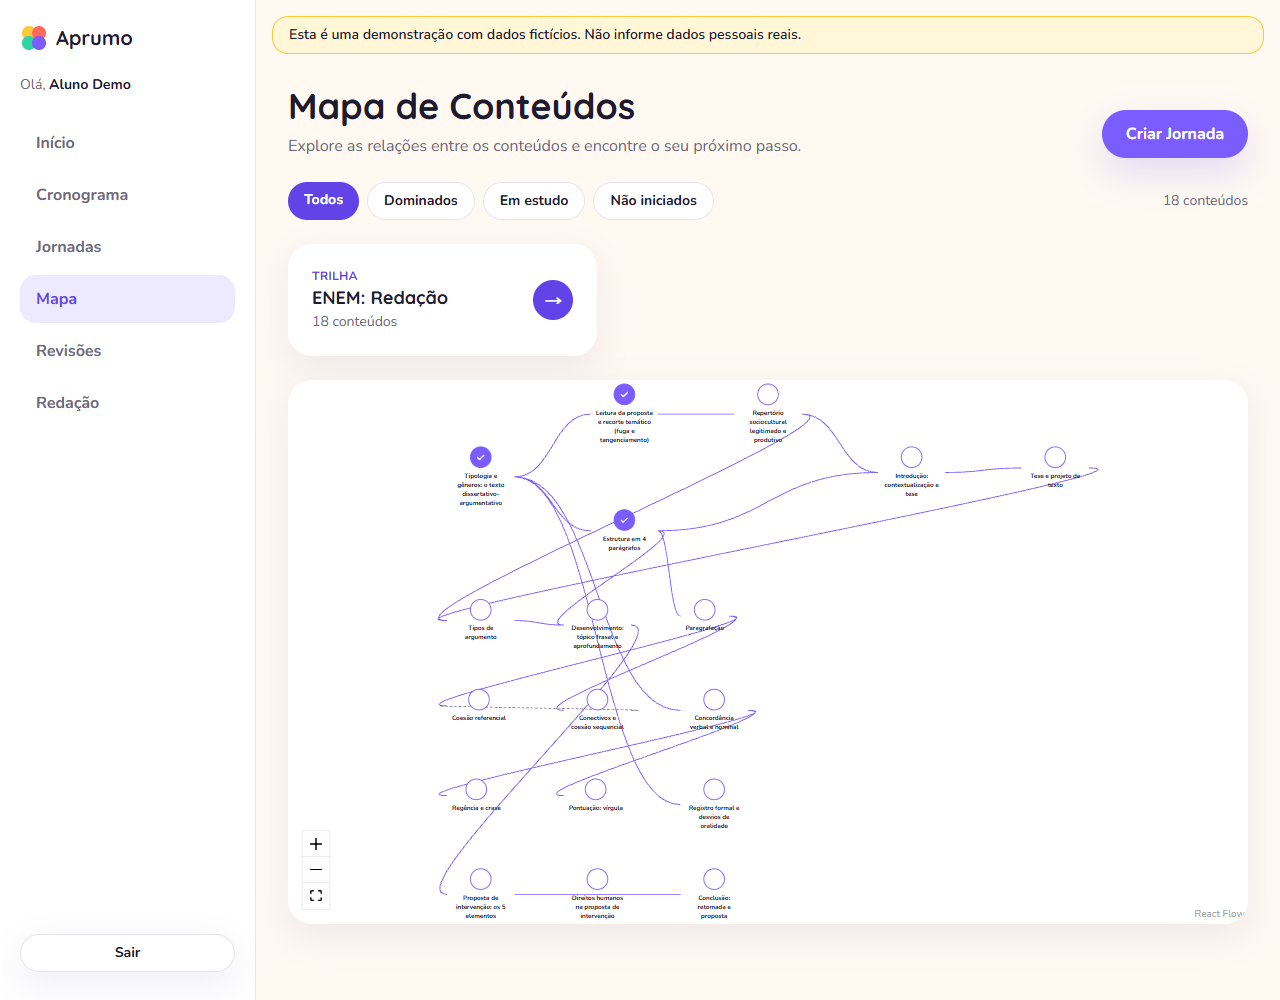 Aprumo
Olá, Aluno Demo
Início
Cronograma
Jornadas
Mapa
Revisões
Redação
Sair
Esta é uma demonstração com dados fictícios. Não informe dados pessoais reais.
Mapa de Conteúdos
Explore as relações entre os conteúdos e encontre o seu próximo passo.
Criar Jornada
Todos
Dominados
Em estudo
Não iniciados
18 conteúdos
TRILHA
ENEM: Redação
18 conteúdos
→
Leitura da proposta
e recorte temático
(fuga e
tangenciamento)
Repertório
sociocultural
legitimado e
produtivo
Tipologia e
gêneros: o texto
dissertativo-
argumentativo
Introdução:
contextualização e
tese
Tese e projeto de
texto
Estrutura em 4
parágrafos
Tipos de
argumento
Desenvolvimento:
tópico frasal e
aprofundamento
Paragrafação
Coesão referencial
Conectivos e
coesão sequencial
Concordância
verbal e nominal
Regência e crase
Pontuação: vírgula
Registro formal e
desvios de
oralidade
Proposta de
intervenção: os 5
elementos
Direitos humanos
na proposta de
intervenção
Conclusão:
retomada e
proposta
React Flow